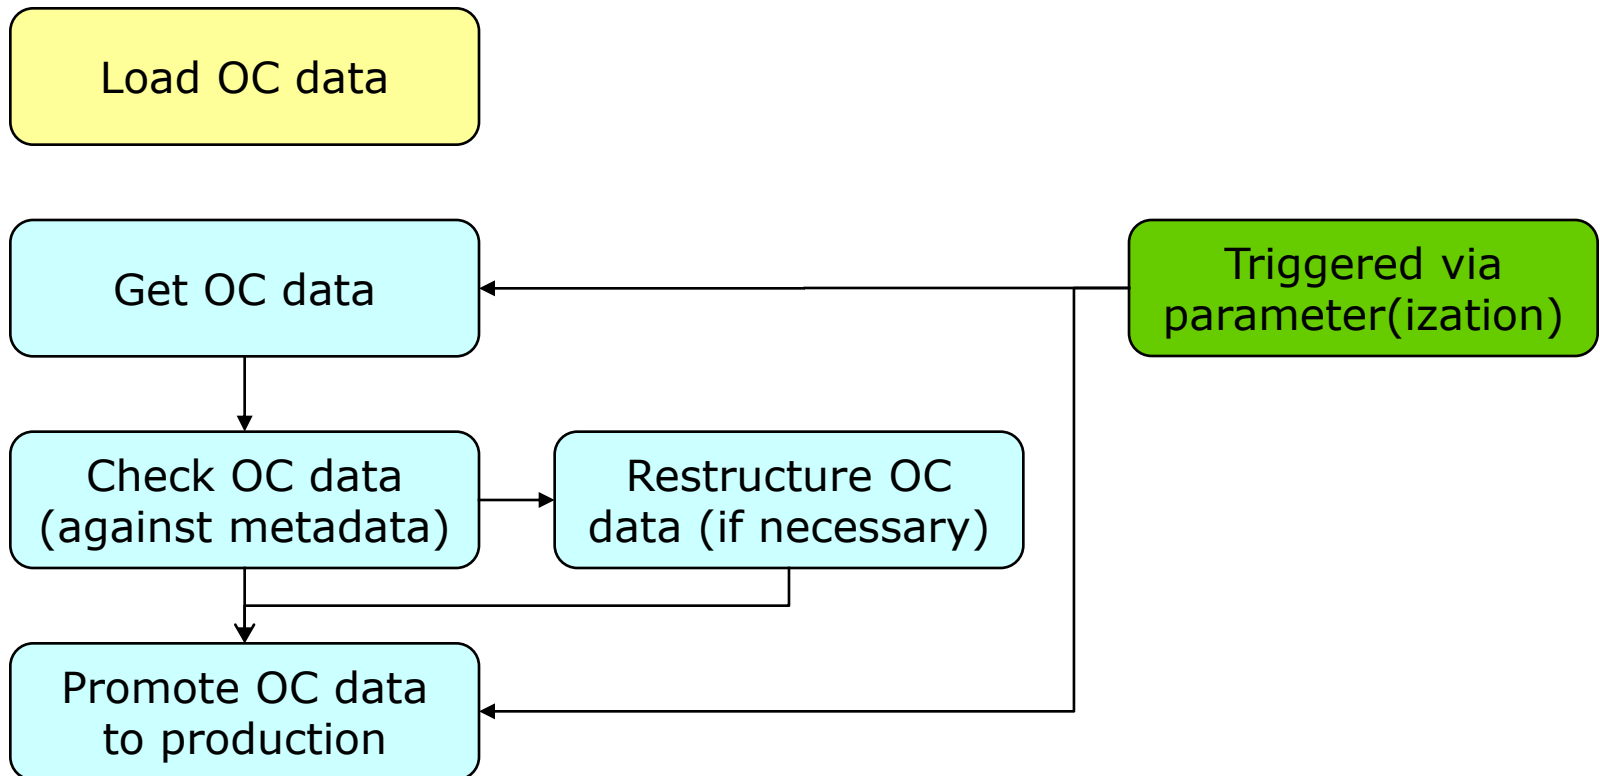 Load OC data
Get OC data
Triggered via
parameter(ization)
Check OC data
(against metadata)
Restructure OC
data (if necessary)
Promote OC data
to production